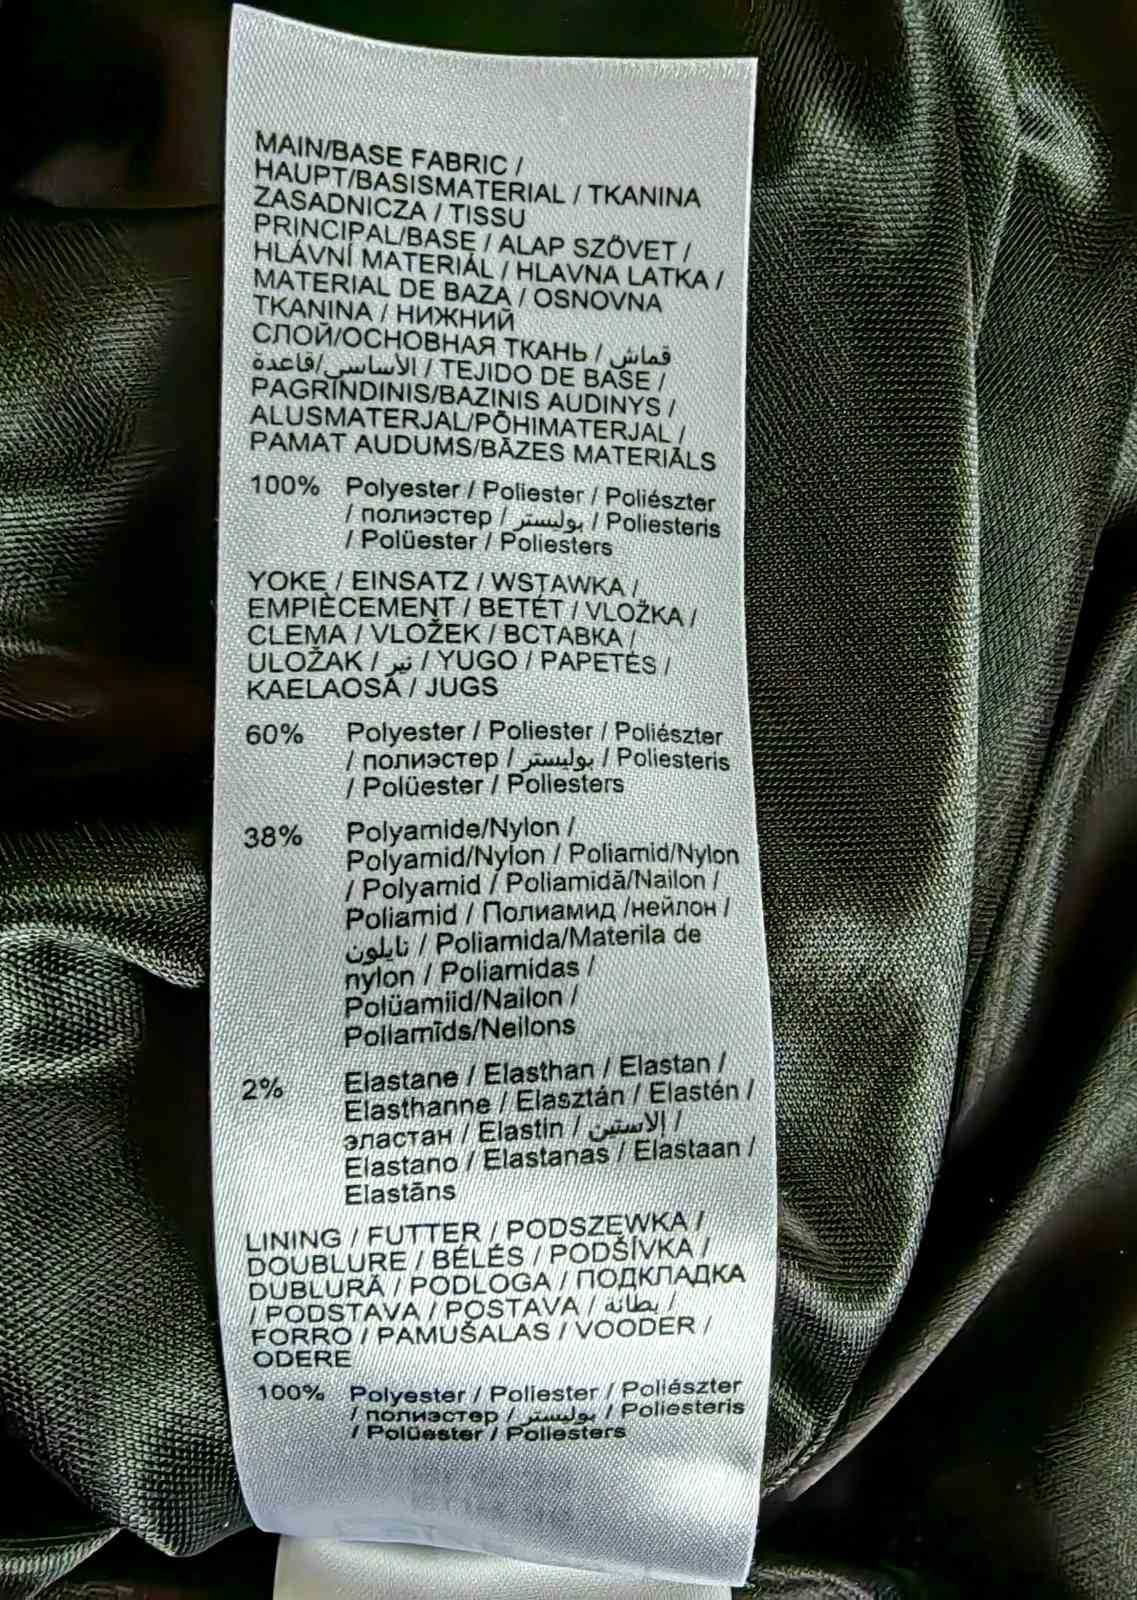 MAIN/BASE FABRIC /
HAUPT/BASISMATERIAL / TKANINA
ZASADNICZA / TISSU
PRINCIPAL/BASE / ALAP SZÖVET /
HLAVNÍ MATERIÁL / HLAVNA LATKA /
MATERIAL DE BAZA / OSNOVNA
TKANINA / НИЖНИЙ
СЛОЙ/ОСНОВНАЯ ТКАНЬ / قماش
الأساسي/قاعدة / TEJIDO DE BASE /
PAGRINDINIS/BAZINIS AUDINYS /
ALUSMATERJAL/PÕHIMATERJAL /
PAMAT AUDUMS/BĀZES MATERIĀLS
100% Polyester / Poliester / Poliészter
/ полиэстер / بوليستر / Poliesteris
/ Polüester / Poliesters
YOKE / EINSATZ / WSTAWKA /
EMPIÈCEMENT / BETÉT / VLOŽKA /
CLEMA / VLOŽEK / ВСТАВКА /
ULOŽAK / نير / YUGO / PAPETĖS /
KAELAOSA / JUGS
60% Polyester / Poliester / Poliészter
/ полиэстер / بوليستر / Poliesteris
/ Polüester / Poliesters
38% Polyamide/Nylon /
Polyamid/Nylon / Poliamid/Nylon
/ Polyamid / Poliamidă/Nailon /
Poliamid / Полиамид /нейлон /
نايلون / Poliamida/Materila de
nylon / Poliamidas /
Polüamiid/Nailon /
Poliamīds/Neilons
2% Elastane / Elasthan / Elastan /
Elasthanne / Elasztán / Elastén /
эластан / Elastin / الاستين /
Elastano / Elastanas / Elastaan /
Elastāns
LINING / FUTTER / PODSZEWKA /
DOUBLURE / BÉLÉS / PODŠÍVKA /
DUBLURĂ / PODLOGA / ПОДКЛАДКА
/ PODSTAVA / POSTAVA / بطانة /
FORRO / PAMUŠALAS / VOODER /
ODERE
100% Polyester / Poliester / Poliészter
/ полиэстер / بوليستر / Poliesteris
/ Polüester / Poliesters